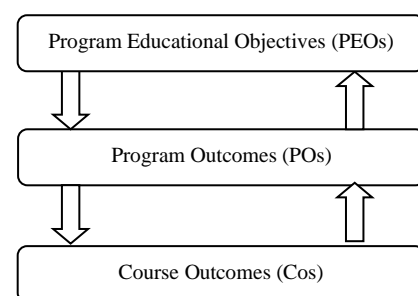 Program Educational Objectives (PEOs)
Program Outcomes (POs)
Course Outcomes (Cos)